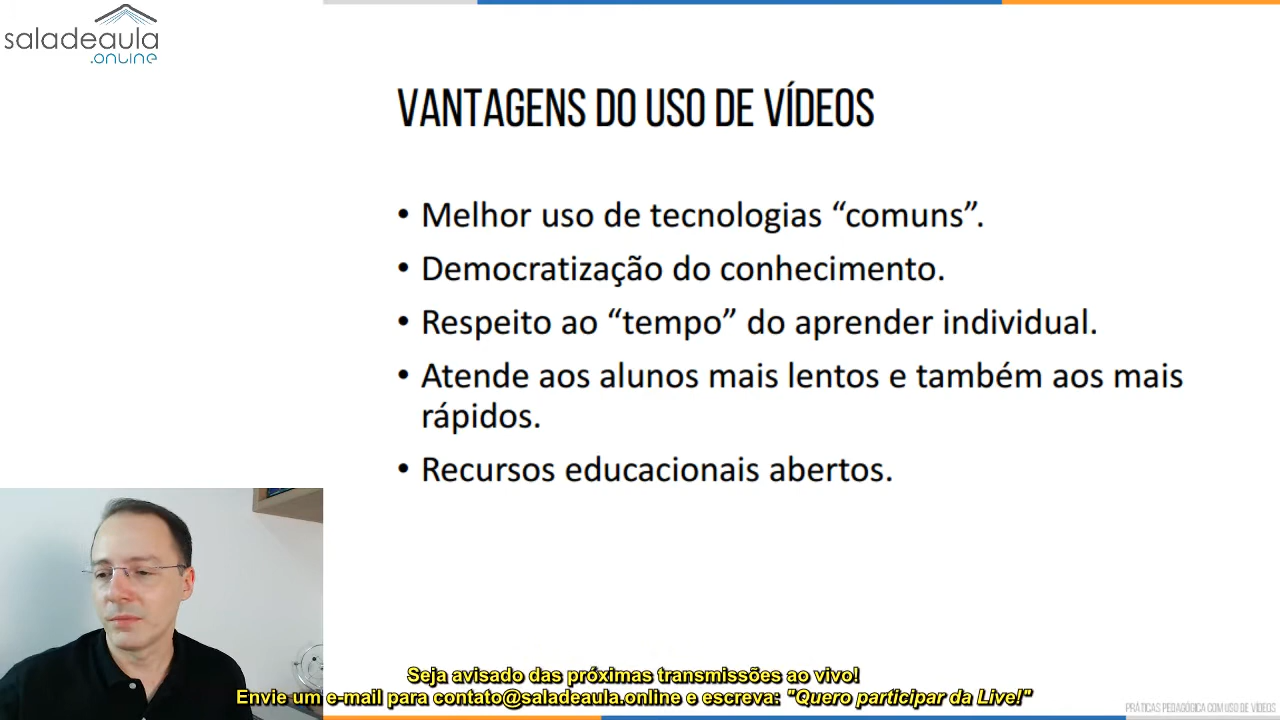 saladeaula
.online
VANTAGENS DO USO DE VÍDEOS
• Melhor uso de tecnologias “comuns”.
• Democratização do conhecimento.
• Respeito ao “tempo” do aprender individual.
• Atende aos alunos mais lentos e também aos mais
rápidos.
• Recursos educacionais abertos.
Seja avisado das próximas transmissões ao vivo!
Envie um e-mail para contato@saladeaula.online e escreva: "Quero participar da Live!"
PRÁTICAS PEDAGÓGICA COM USO DE VÍDEOS